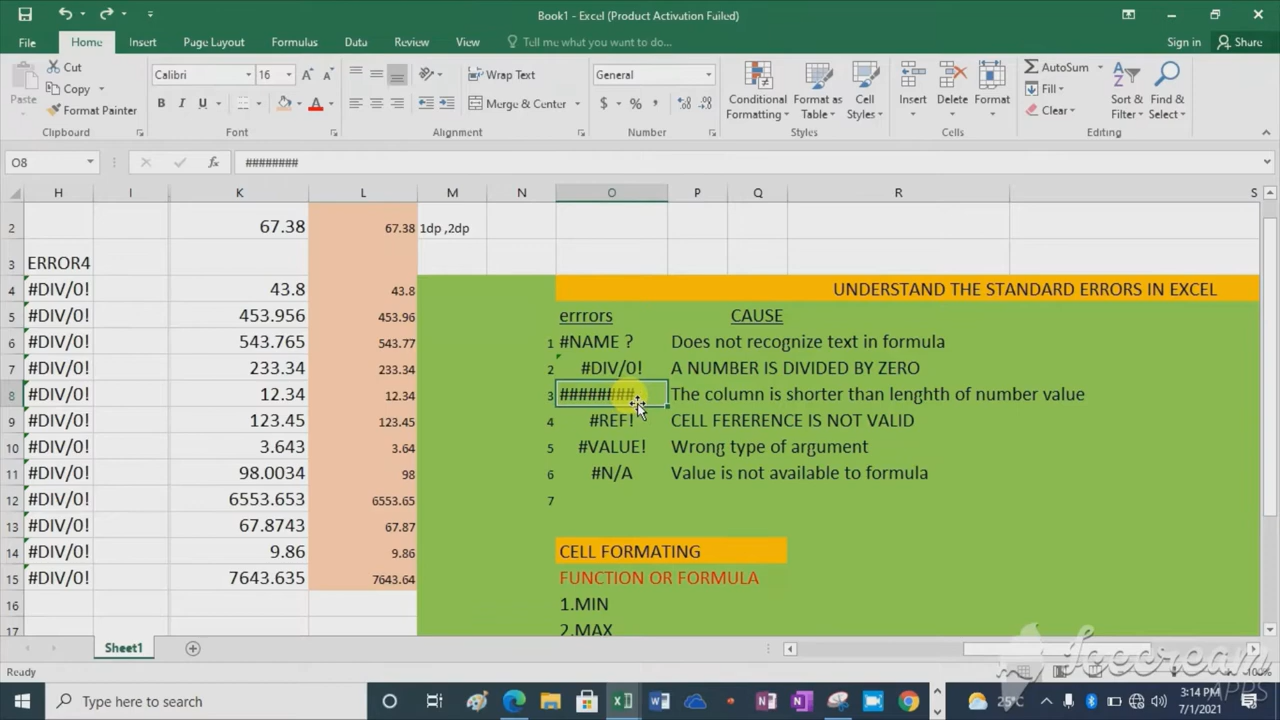 Book1 - Excel (Product Activation Failed)
File Home Insert Page Layout Formulas Data Review View Tell me what you want to do... Sign in Share
Paste Cut Copy Format Painter
Calibri 16
B I U A
Wrap Text
Merge & Center
General
$ % ,
Conditional Formatting Format as Table Cell Styles
Insert Delete Format
AutoSum Fill Clear
Sort & Filter Find & Select
Clipboard Font Alignment Number Styles Cells Editing
O8 fx ########
H I K L M N O P Q R S
2 67.38 67.38 1dp ,2dp
3 ERROR4
4 #DIV/0! 43.8 43.8 UNDERSTAND THE STANDARD ERRORS IN EXCEL
5 #DIV/0! 453.956 453.96 errrors CAUSE
6 #DIV/0! 543.765 543.77 1 #NAME ? Does not recognize text in formula
7 #DIV/0! 233.34 233.34 2 #DIV/0! A NUMBER IS DIVIDED BY ZERO
8 #DIV/0! 12.34 12.34 3 ######## The column is shorter than lenghth of number value
9 #DIV/0! 123.45 123.45 4 #REF! CELL FERERENCE IS NOT VALID
10 #DIV/0! 3.643 3.64 5 #VALUE! Wrong type of argument
11 #DIV/0! 98.0034 98 6 #N/A Value is not available to formula
12 #DIV/0! 6553.653 6553.65 7
13 #DIV/0! 67.8743 67.87
14 #DIV/0! 9.86 9.86 CELL FORMATING
15 #DIV/0! 7643.635 7643.64 FUNCTION OR FORMULA
16 1.MIN
17 2.MAX
Sheet1
Ready 100%
Icecream
APPS
Type here to search 25°C 3:14 PM
7/1/2021